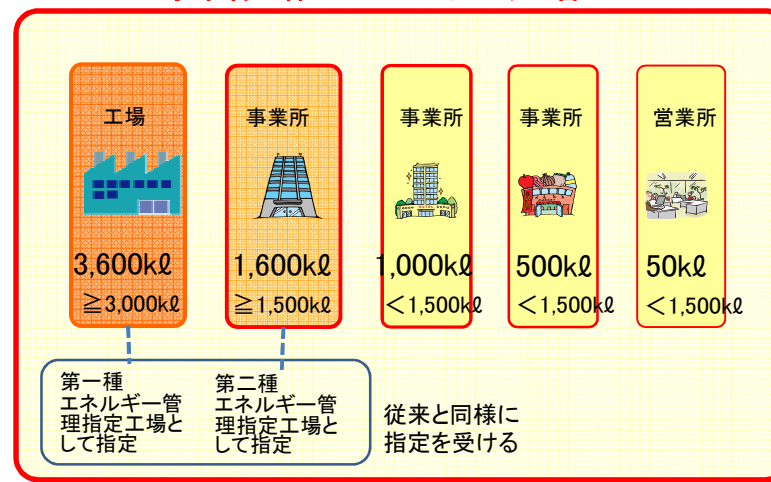 工場
事業所
事業所
事業所
営業所
3,600kℓ
1,600kℓ
1,000kℓ
500kℓ
50kℓ
≧3,000kℓ
≧1,500kℓ
<1,500kℓ
<1,500kℓ
<1,500kℓ
第一種
エネルギー管
理指定工場と
して指定
第二種
エネルギー管
理指定工場と
して指定
従来と同様に
指定を受ける